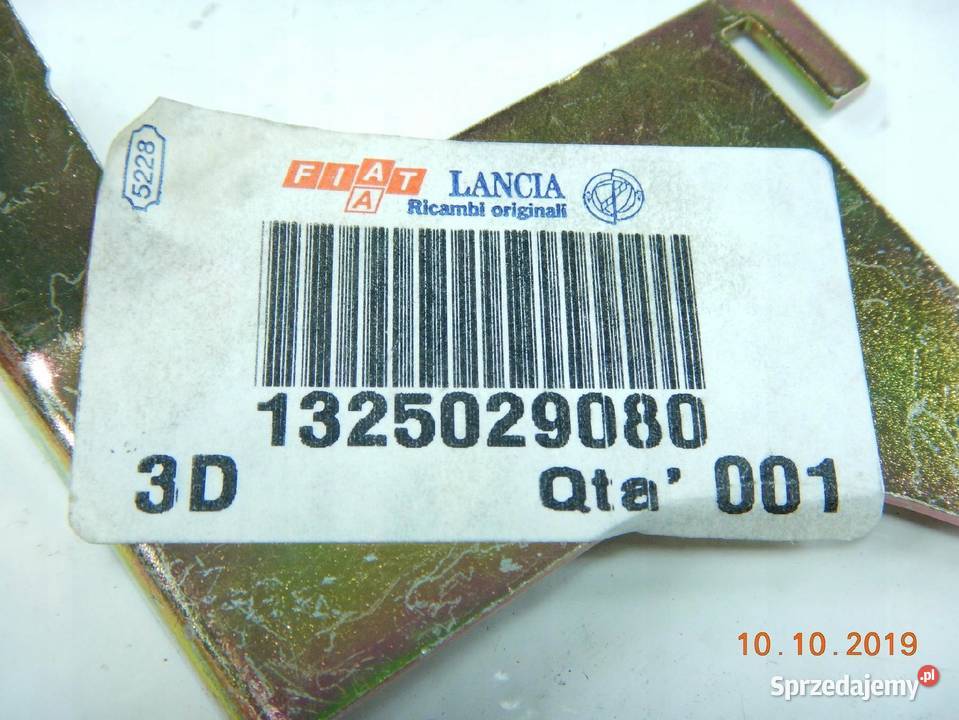 5228
FIAT LANCIA
A
Ricambi originali
1325029080
3D Qta' 001
10.10.2019
Sprzedajemy.pl